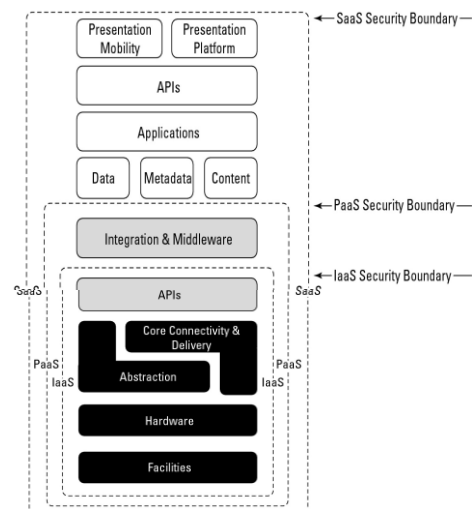 Presentation
Mobility
Presentation
Platform
SaaS Security Boundary
APIs
Applications
Data
Metadata
Content
PaaS Security Boundary
Integration & Middleware
IaaS Security Boundary
SaaS
APIs
SaaS
Core Connectivity &
Delivery
PaaS
PaaS
IaaS
Abstraction
IaaS
Hardware
Facilities